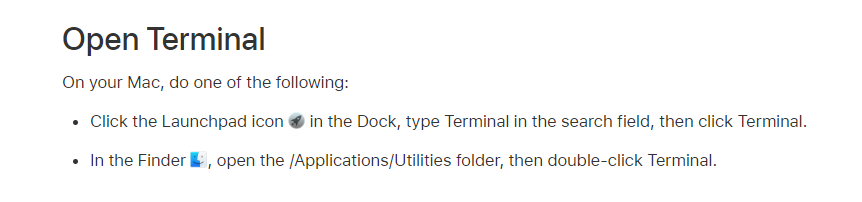 Open Terminal
On your Mac, do one of the following:
• Click the Launchpad icon in the Dock, type Terminal in the search field, then click Terminal.
• In the Finder , open the /Applications/Utilities folder, then double-click Terminal.